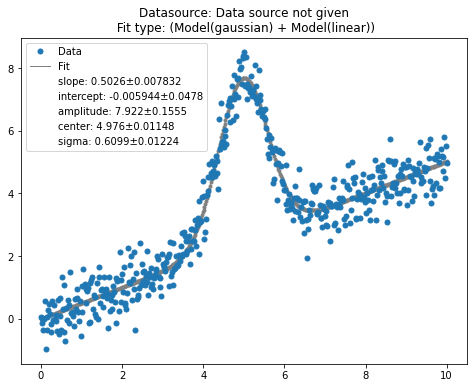 Datasource: Data source not given
Fit type: (Model(gaussian) + Model(linear))
Data
Fit
slope: 0.5026±0.007832
intercept: -0.005944±0.0478
amplitude: 7.922±0.1555
center: 4.976±0.01148
sigma: 0.6099±0.01224
8
6
4
2
0
0 2 4 6 8 10